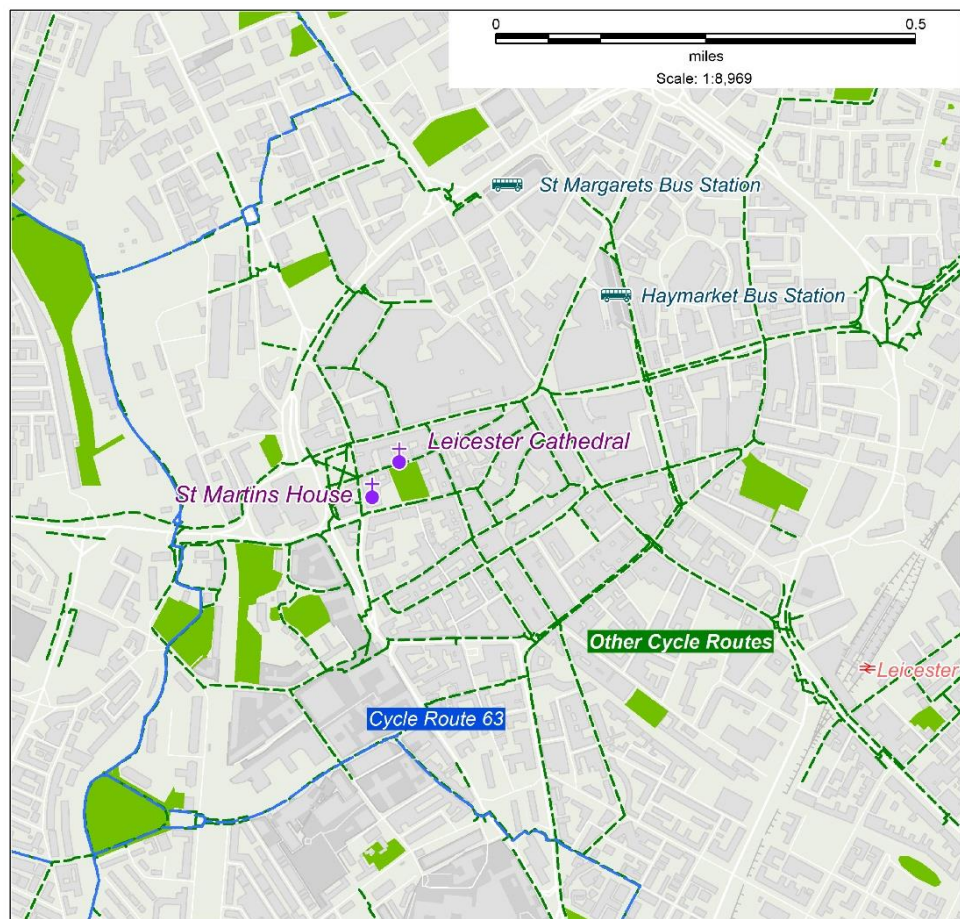 0 0.5
miles
Scale: 1:8,969
St Margarets Bus Station
Haymarket Bus Station
Leicester Cathedral
St Martins House
Other Cycle Routes
Leicester
Cycle Route 63